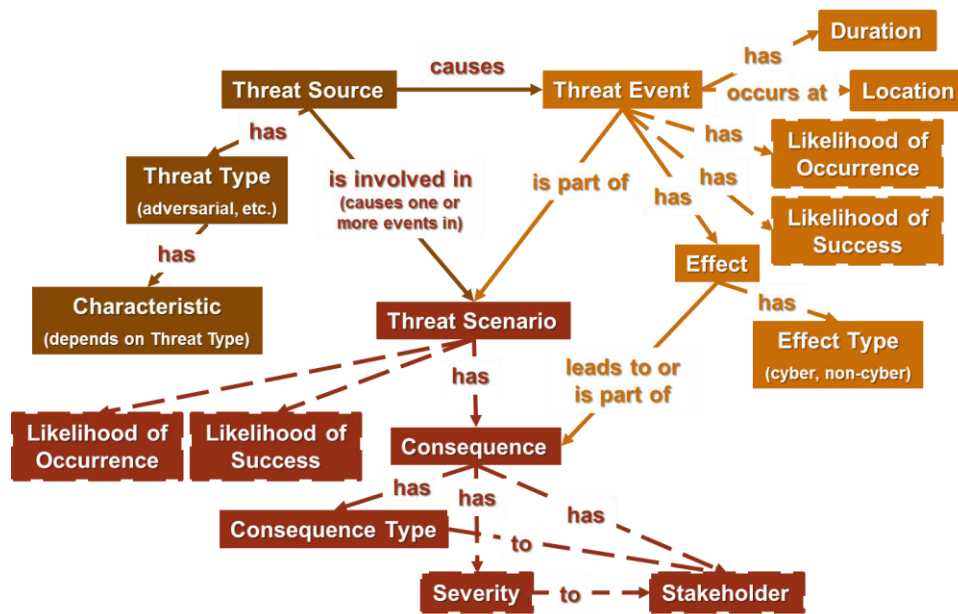 Duration
has
causes
Threat Source
Threat Event
occurs at
Location
has
Threat Type
(adversarial, etc.)
is involved in
(causes one or
more events in)
is part of
has
Likelihood of
Occurrence
has
has
Likelihood of
Success
has
Characteristic
(depends on Threat Type)
Effect
has
Effect Type
(cyber, non-cyber)
Threat Scenario
leads to or
is part of
has
Likelihood of
Occurrence
Likelihood of
Success
Consequence
has
has
has
Consequence Type
to
Severity
to
Stakeholder